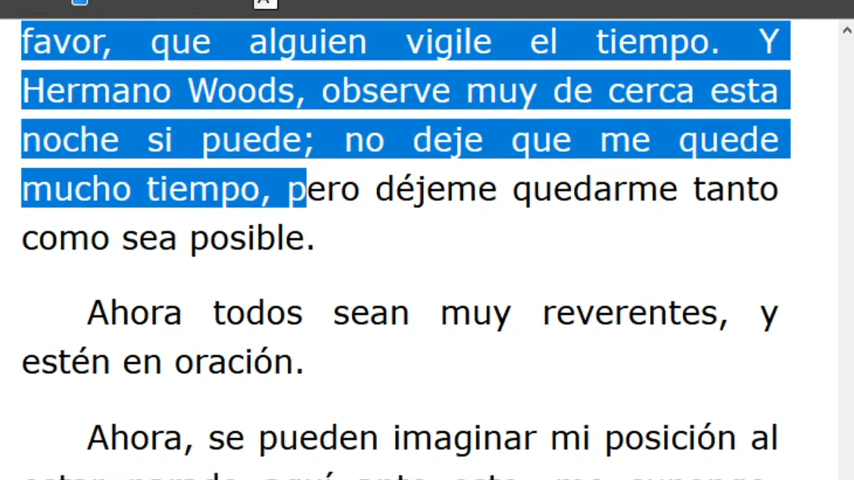 favor, que alguien vigile el tiempo. Y
Hermano Woods, observe muy de cerca esta
noche si puede; no deje que me quede
mucho tiempo, pero déjeme quedarme tanto
como sea posible.
Ahora todos sean muy reverentes, y
estén en oración.
Ahora, se pueden imaginar mi posición al